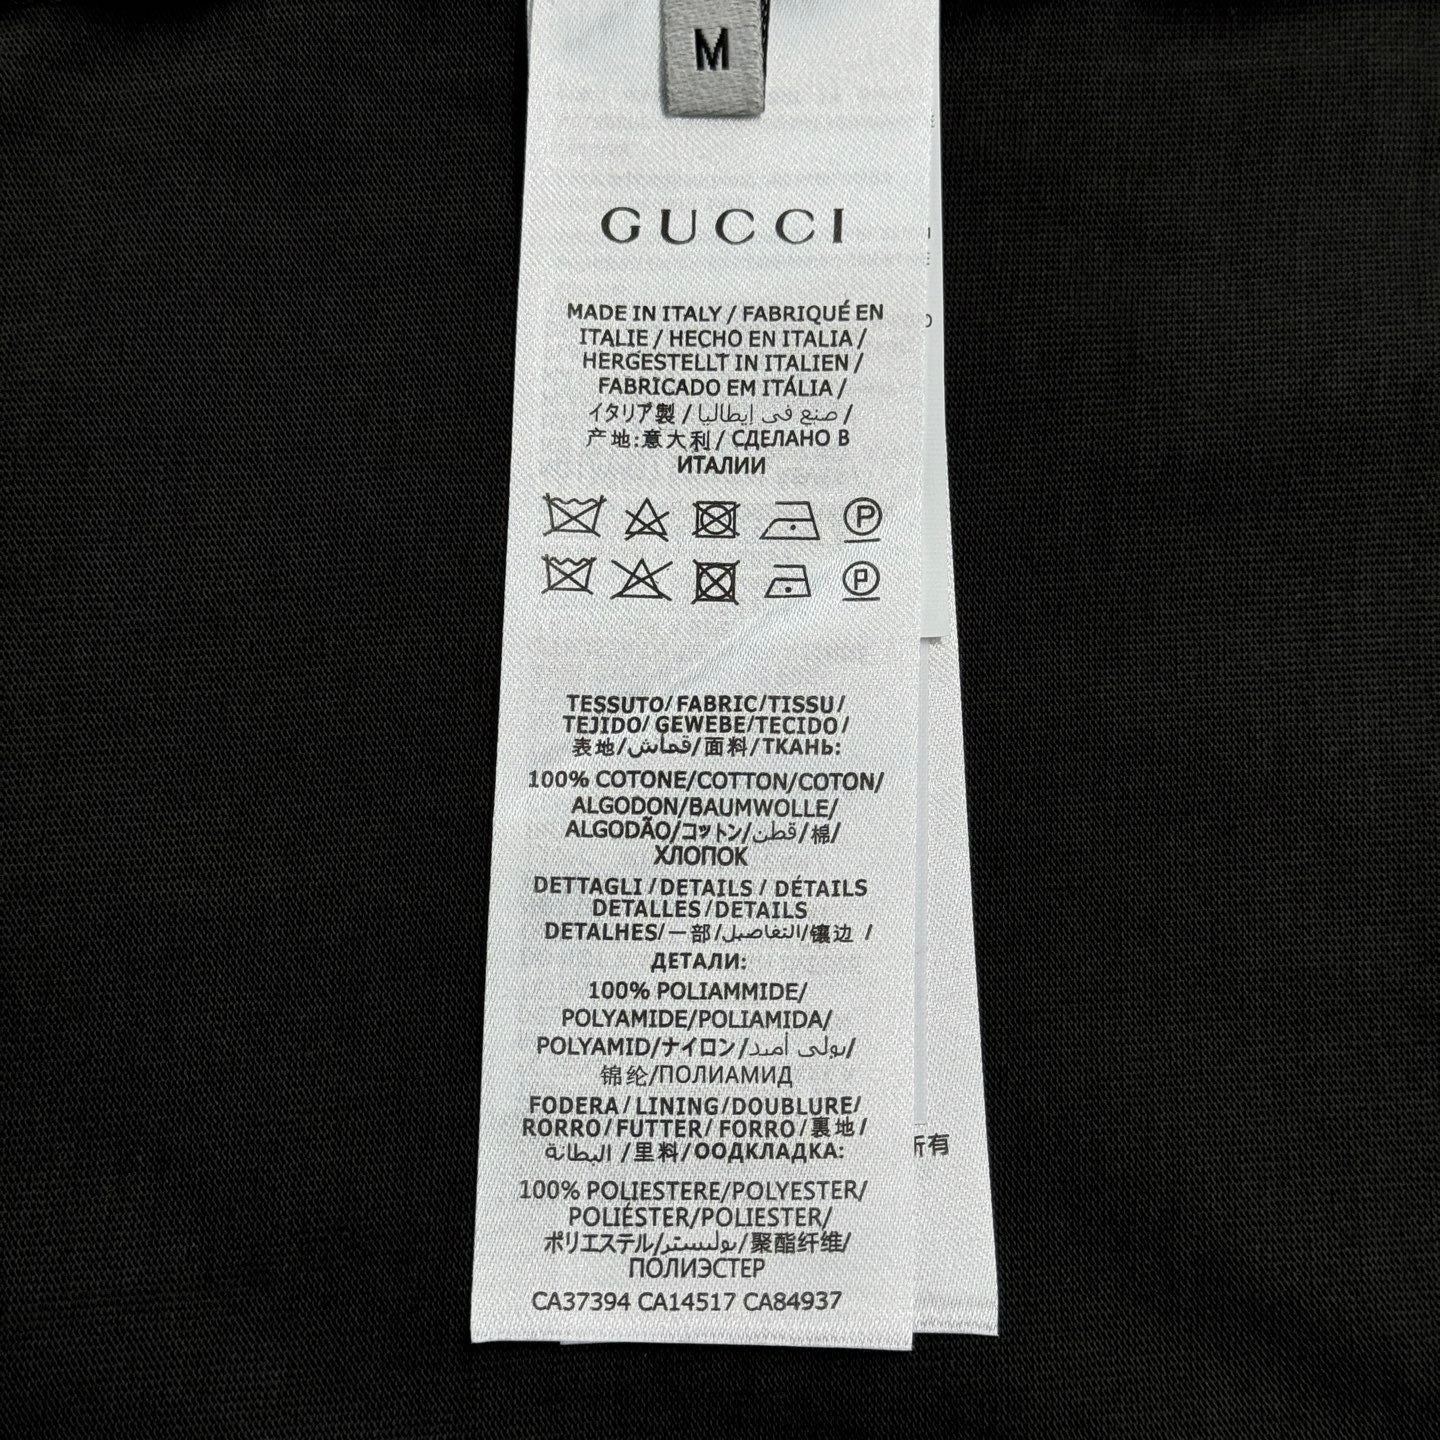 M
GUCCI
MADE IN ITALY / FABRIQUÉ EN
ITALIE / HECHO EN ITALIA /
HERGESTELLT IN ITALIEN /
FABRICADO EM ITÁLIA /
イタリア製 / صنع في إيطاليا /
产地:意大利 / СДЕЛАНО В
ИТАЛИИ
P
P
TESSUTO/FABRIC/TISSU/
TEJIDO/ GEWEBE/TECIDO/
表地/قماش/面料/ТКАНЬ:
100% COTONE/COTTON/COTON/
ALGODON/BAUMWOLLE/
ALGODÃO/コットン/قطن/棉/
ХЛОПОК
DETTAGLI /DETAILS / DÉTAILS
DETALLES/DETAILS
DETALHES/一部/التفاصيل/镶边 /
ДЕТАЛИ:
100% POLIAMMIDE/
POLYAMIDE/POLIAMIDA/
POLYAMID/ナイロン/بولي أميد/
锦纶/ПОЛИАМИД
FODERA / LINING/DOUBLURE/
RORRO/FUTTER/ FORRO /裏地/
البطانة /里料/ООДКЛАДКА:
100% POLIESTERE/POLYESTER/
POLIÉSTER/POLIESTER/
ポリエステル/بوليستر/聚酯纤维/
ПОЛИЭСТЕР
CA37394 CA14517 CA84937
所有